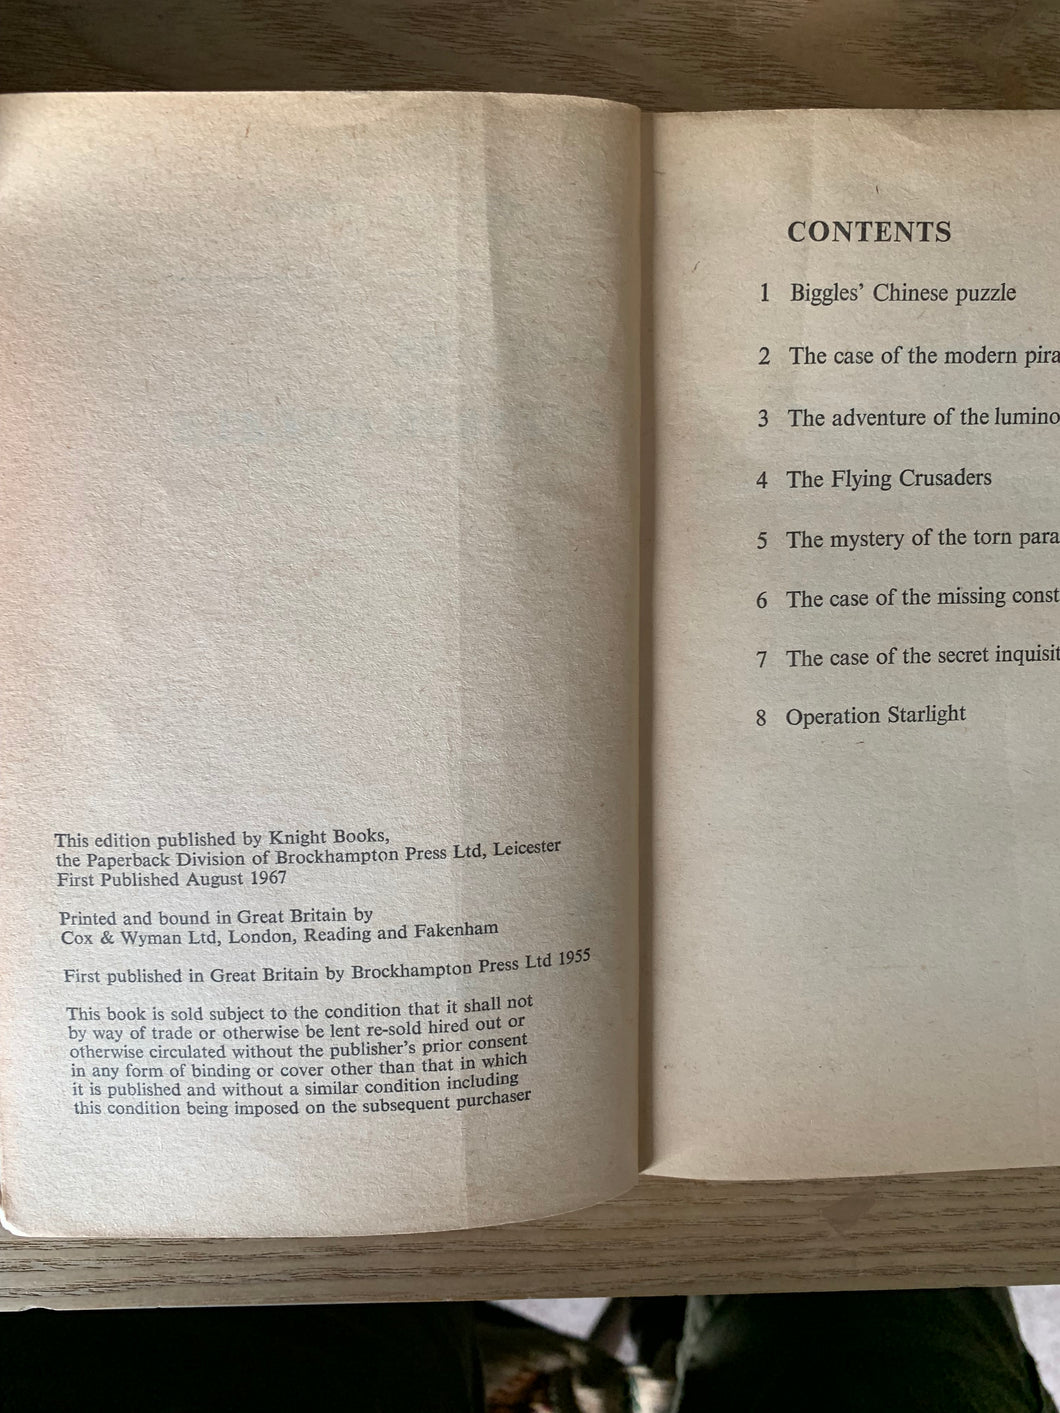 This edition published by Knight Books,
the Paperback Division of Brockhampton Press Ltd, Leicester
First Published August 1967
Printed and bound in Great Britain by
Cox & Wyman Ltd, London, Reading and Fakenham
First published in Great Britain by Brockhampton Press Ltd 1955
This book is sold subject to the condition that it shall not
by way of trade or otherwise be lent re-sold hired out or
otherwise circulated without the publisher's prior consent
in any form of binding or cover other than that in which
it is published and without a similar condition including
this condition being imposed on the subsequent purchaser
CONTENTS
1 Biggles' Chinese puzzle
2 The case of the modern pira
3 The adventure of the lumino
4 The Flying Crusaders
5 The mystery of the torn para
6 The case of the missing const
7 The case of the secret inquisit
8 Operation Starlight